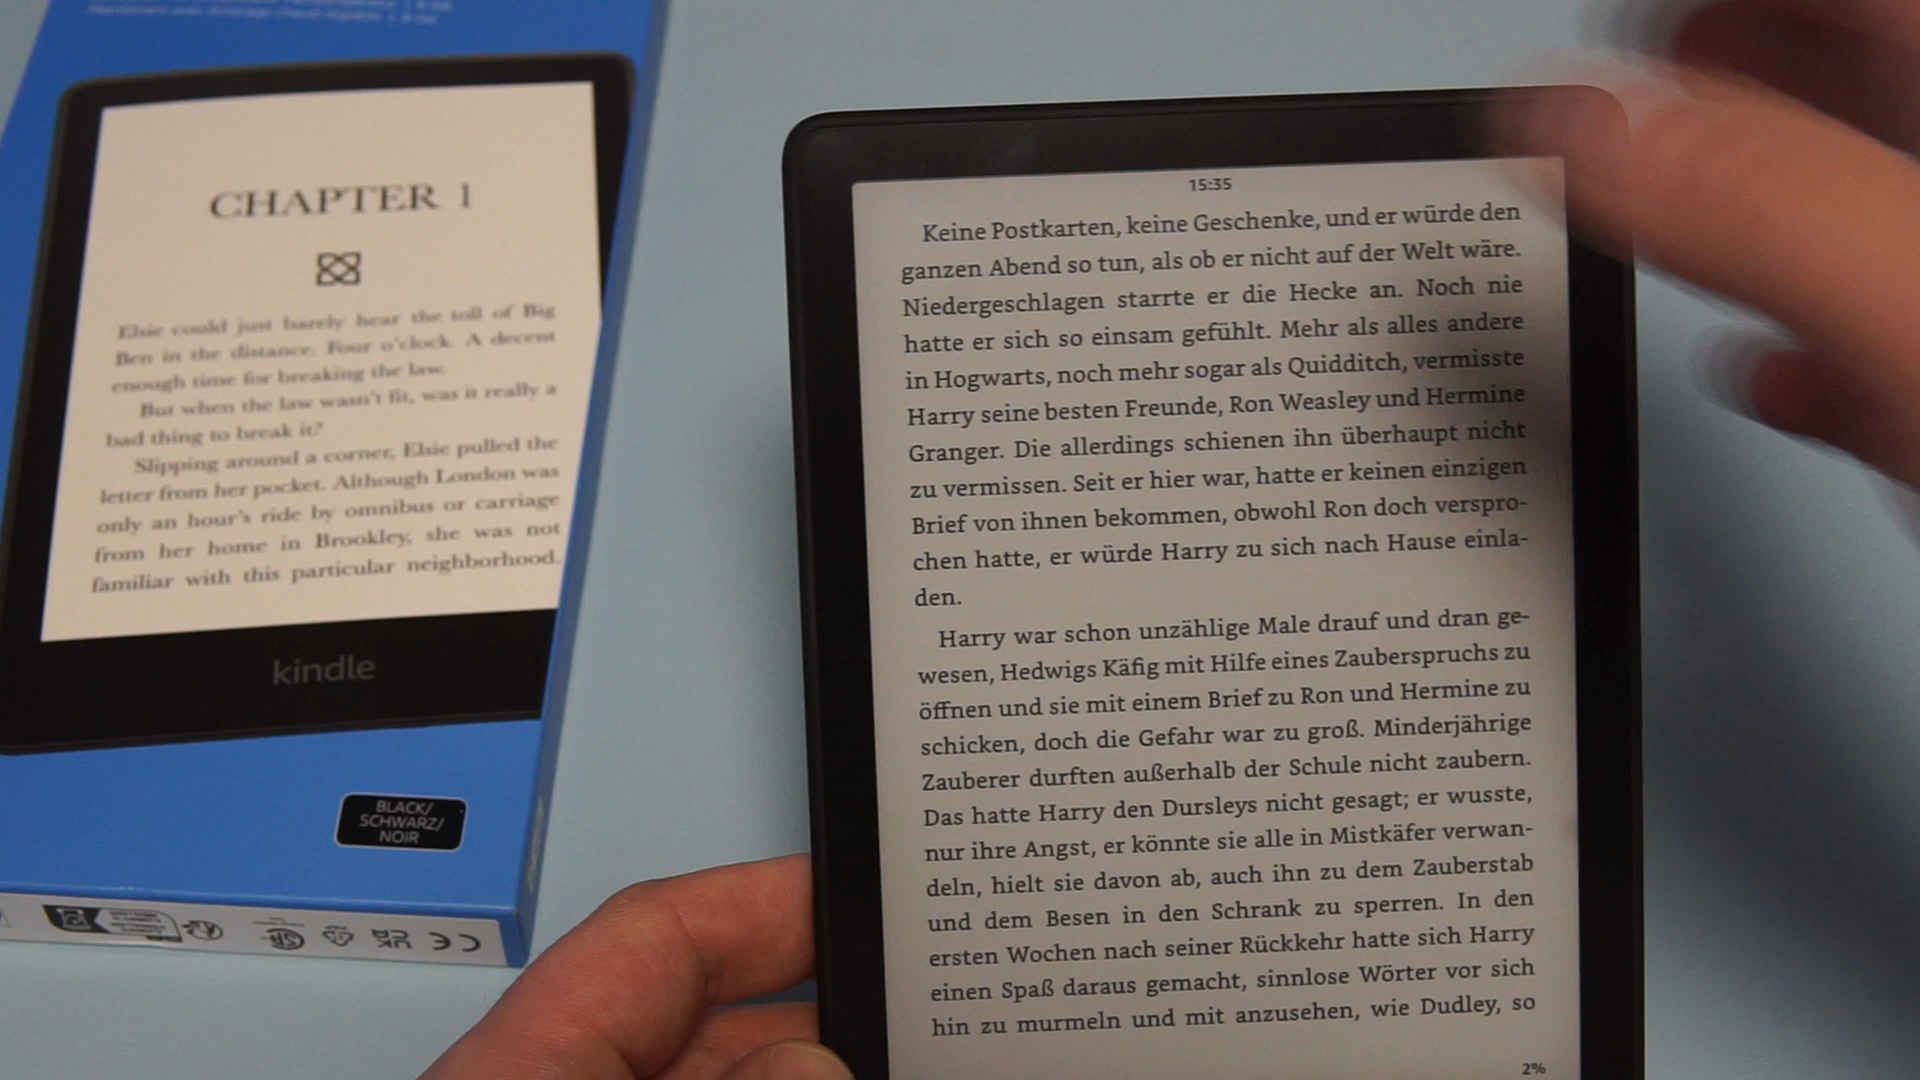 CHAPTER 1
Elsie could just barely hear the toll of Big
Ben in the distance. Four o'clock. A decent
enough time for breaking the law.
But when the law wasn't fit, was it really a
bad thing to break it?
Slipping around a corner, Elsie pulled the
letter from her pocket. Although London was
only an hour's ride by omnibus or carriage
from her home in Brookley, she was not
familiar with this particular neighborhood.
kindle
BLACK/
SCHWARZ/
NOIR
15:35
Keine Postkarten, keine Geschenke, und er würde den
ganzen Abend so tun, als ob er nicht auf der Welt wäre.
Niedergeschlagen starrte er die Hecke an. Noch nie
hatte er sich so einsam gefühlt. Mehr als alles andere
in Hogwarts, noch mehr sogar als Quidditch, vermisste
Harry seine besten Freunde, Ron Weasley und Hermine
Granger. Die allerdings schienen ihn überhaupt nicht
zu vermissen. Seit er hier war, hatte er keinen einzigen
Brief von ihnen bekommen, obwohl Ron doch verspro-
chen hatte, er würde Harry zu sich nach Hause einla-
den.
Harry war schon unzählige Male drauf und dran ge-
wesen, Hedwigs Käfig mit Hilfe eines Zauberspruchs zu
öffnen und sie mit einem Brief zu Ron und Hermine zu
schicken, doch die Gefahr war zu groß. Minderjährige
Zauberer durften außerhalb der Schule nicht zaubern.
Das hatte Harry den Dursleys nicht gesagt; er wusste,
nur ihre Angst, er könnte sie alle in Mistkäfer verwan-
deln, hielt sie davon ab, auch ihn zu dem Zauberstab
und dem Besen in den Schrank zu sperren. In den
ersten Wochen nach seiner Rückkehr hatte sich Harry
einen Spaß daraus gemacht, sinnlose Wörter vor sich
hin zu murmeln und mit anzusehen, wie Dudley, so
2%